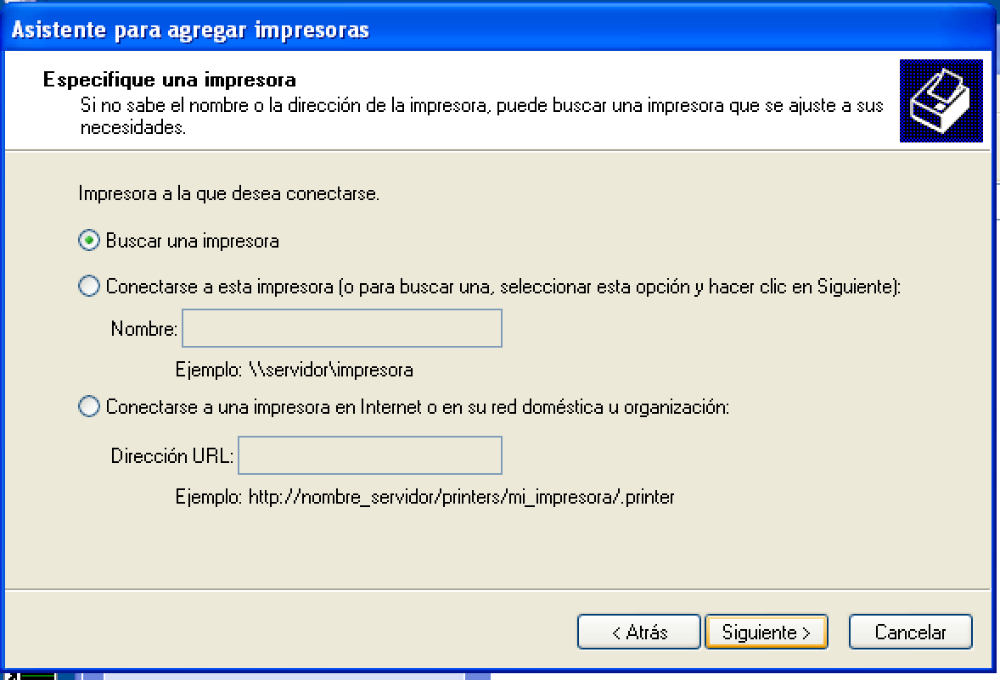 Asistente para agregar impresoras
Especifique una impresora
Si no sabe el nombre o la dirección de la impresora, puede buscar una impresora que se ajuste a sus
necesidades.
Impresora a la que desea conectarse.
Buscar una impresora
Conectarse a esta impresora (o para buscar una, seleccionar esta opción y hacer clic en Siguiente):
Nombre:
Ejemplo: \\servidor\impresora
Conectarse a una impresora en Internet o en su red doméstica u organización:
Dirección URL:
Ejemplo: http://nombre_servidor/printers/mi_impresora/.printer
< Atrás
Siguiente >
Cancelar